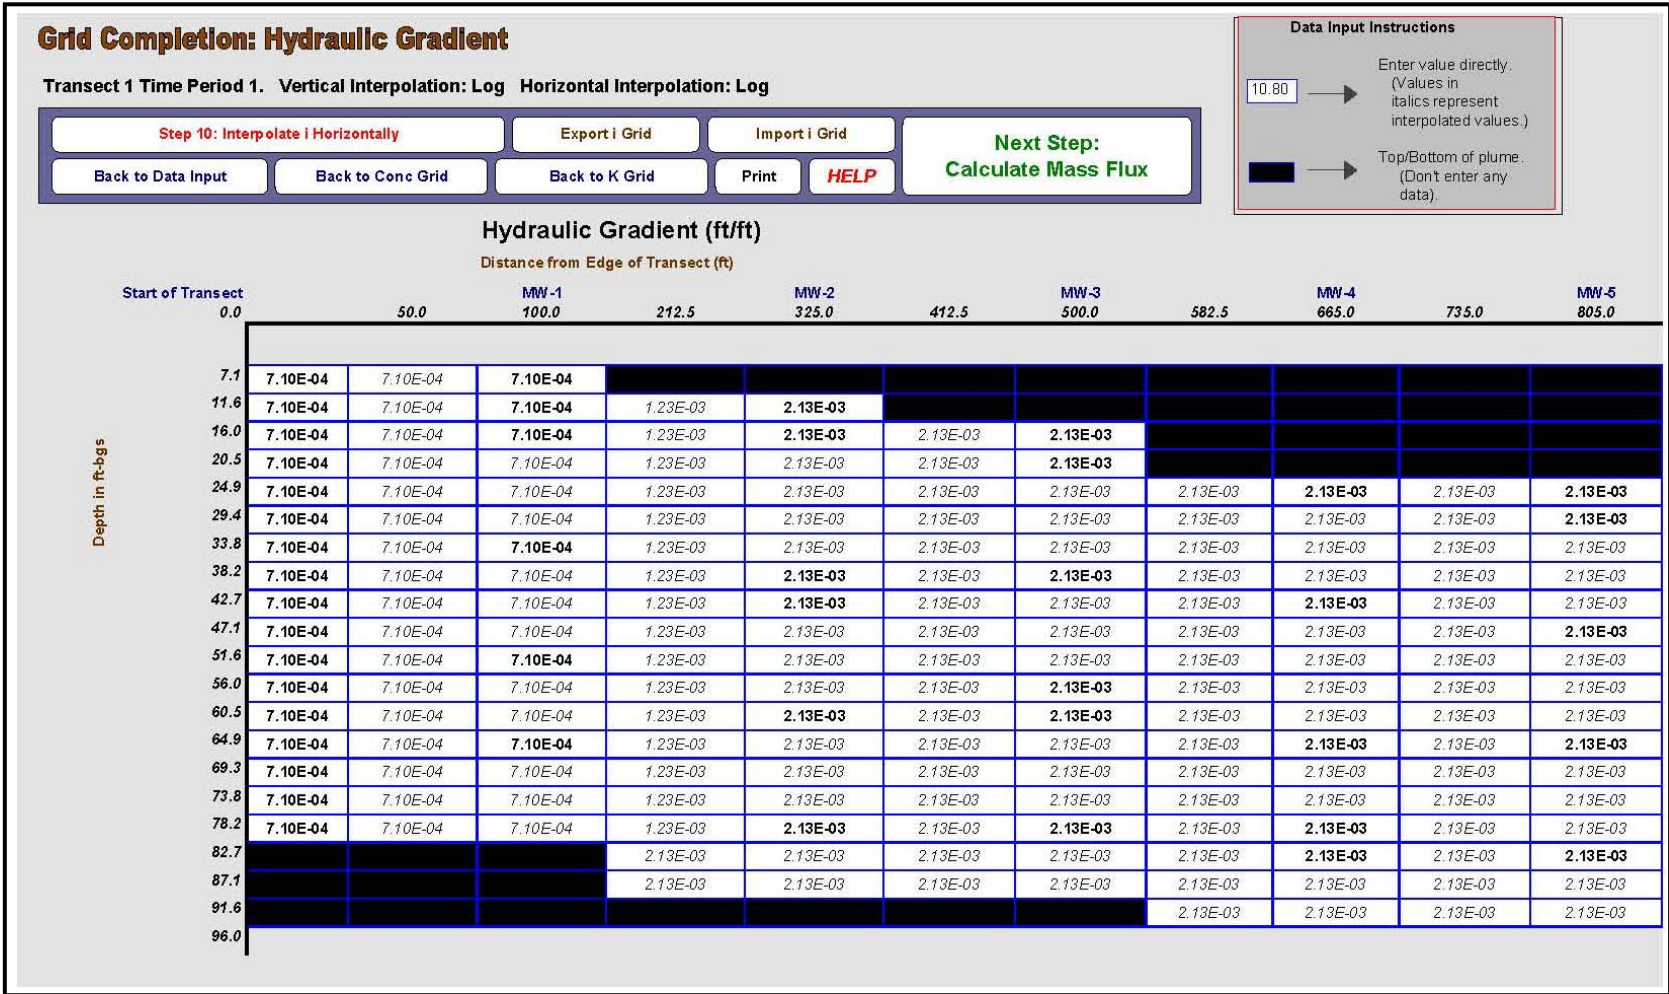 Grid Completion: Hydraulic Gradient
Transect 1 Time Period 1. Vertical Interpolation: Log Horizontal Interpolation: Log
Step 10: Interpolate i Horizontally Export i Grid Import i Grid
Back to Data Input Back to Conc Grid Back to K Grid Print HELP
Next Step:
Calculate Mass Flux
Data Input Instructions
10.80
Enter value directly.
(Values in
italics represent
interpolated values.)
Top/Bottom of plume.
(Don't enter any
data).
Hydraulic Gradient (ft/ft)
Distance from Edge of Transect (ft)
Start of Transect MW-1 MW-2 MW-3 MW-4 MW-5
0.0 50.0 100.0 212.5 325.0 412.5 500.0 582.5 665.0 735.0 805.0
Depth in ft-bgs
7.1 7.10E-04 7.10E-04 7.10E-04
11.6 7.10E-04 7.10E-04 7.10E-04 1.23E-03 2.13E-03
16.0 7.10E-04 7.10E-04 7.10E-04 1.23E-03 2.13E-03 2.13E-03 2.13E-03
20.5 7.10E-04 7.10E-04 7.10E-04 1.23E-03 2.13E-03 2.13E-03 2.13E-03
24.9 7.10E-04 7.10E-04 7.10E-04 1.23E-03 2.13E-03 2.13E-03 2.13E-03 2.13E-03 2.13E-03 2.13E-03 2.13E-03
29.4 7.10E-04 7.10E-04 7.10E-04 1.23E-03 2.13E-03 2.13E-03 2.13E-03 2.13E-03 2.13E-03 2.13E-03 2.13E-03
33.8 7.10E-04 7.10E-04 7.10E-04 1.23E-03 2.13E-03 2.13E-03 2.13E-03 2.13E-03 2.13E-03 2.13E-03 2.13E-03
38.2 7.10E-04 7.10E-04 7.10E-04 1.23E-03 2.13E-03 2.13E-03 2.13E-03 2.13E-03 2.13E-03 2.13E-03 2.13E-03
42.7 7.10E-04 7.10E-04 7.10E-04 1.23E-03 2.13E-03 2.13E-03 2.13E-03 2.13E-03 2.13E-03 2.13E-03 2.13E-03
47.1 7.10E-04 7.10E-04 7.10E-04 1.23E-03 2.13E-03 2.13E-03 2.13E-03 2.13E-03 2.13E-03 2.13E-03 2.13E-03
51.6 7.10E-04 7.10E-04 7.10E-04 1.23E-03 2.13E-03 2.13E-03 2.13E-03 2.13E-03 2.13E-03 2.13E-03 2.13E-03
56.0 7.10E-04 7.10E-04 7.10E-04 1.23E-03 2.13E-03 2.13E-03 2.13E-03 2.13E-03 2.13E-03 2.13E-03 2.13E-03
60.5 7.10E-04 7.10E-04 7.10E-04 1.23E-03 2.13E-03 2.13E-03 2.13E-03 2.13E-03 2.13E-03 2.13E-03 2.13E-03
64.9 7.10E-04 7.10E-04 7.10E-04 1.23E-03 2.13E-03 2.13E-03 2.13E-03 2.13E-03 2.13E-03 2.13E-03 2.13E-03
69.3 7.10E-04 7.10E-04 7.10E-04 1.23E-03 2.13E-03 2.13E-03 2.13E-03 2.13E-03 2.13E-03 2.13E-03 2.13E-03
73.8 7.10E-04 7.10E-04 7.10E-04 1.23E-03 2.13E-03 2.13E-03 2.13E-03 2.13E-03 2.13E-03 2.13E-03 2.13E-03
78.2 7.10E-04 7.10E-04 7.10E-04 1.23E-03 2.13E-03 2.13E-03 2.13E-03 2.13E-03 2.13E-03 2.13E-03 2.13E-03
82.7 2.13E-03 2.13E-03 2.13E-03 2.13E-03 2.13E-03 2.13E-03 2.13E-03 2.13E-03
87.1 2.13E-03 2.13E-03 2.13E-03 2.13E-03 2.13E-03 2.13E-03 2.13E-03 2.13E-03
91.6 2.13E-03 2.13E-03 2.13E-03 2.13E-03
96.0